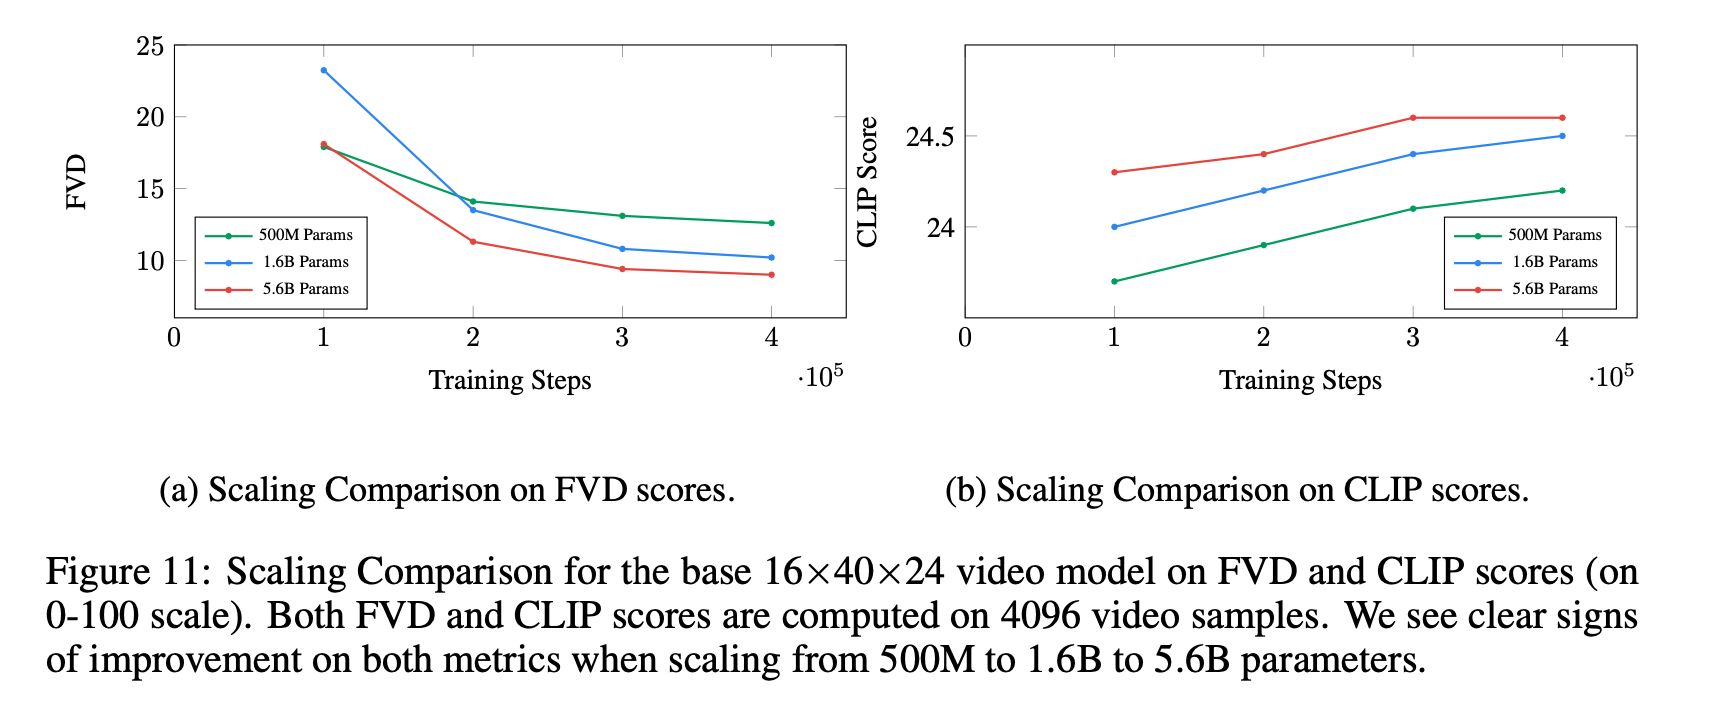 25
20
15
10
FVD
500M Params
1.6B Params
5.6B Params
0 1 2 3 4
Training Steps
·10⁵
CLIP Score
24.5
24
500M Params
1.6B Params
5.6B Params
0 1 2 3 4
Training Steps
·10⁵
(a) Scaling Comparison on FVD scores.
(b) Scaling Comparison on CLIP scores.
Figure 11: Scaling Comparison for the base 16×40×24 video model on FVD and CLIP scores (on
0-100 scale). Both FVD and CLIP scores are computed on 4096 video samples. We see clear signs
of improvement on both metrics when scaling from 500M to 1.6B to 5.6B parameters.